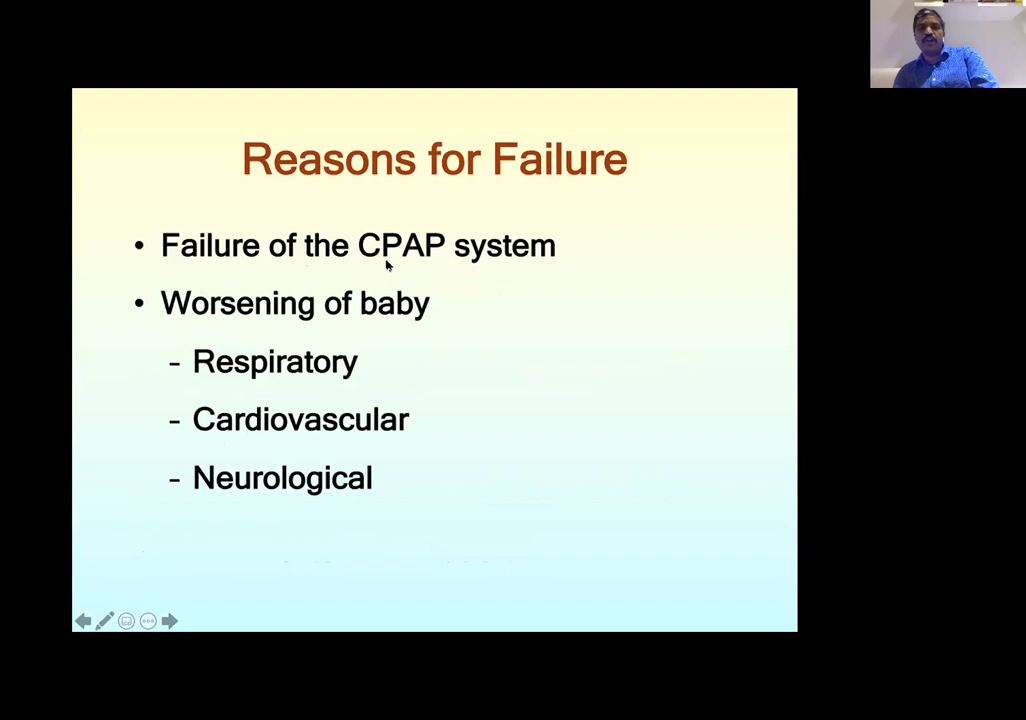 Reasons for Failure
• Failure of the CPAP system
• Worsening of baby
– Respiratory
– Cardiovascular
– Neurological